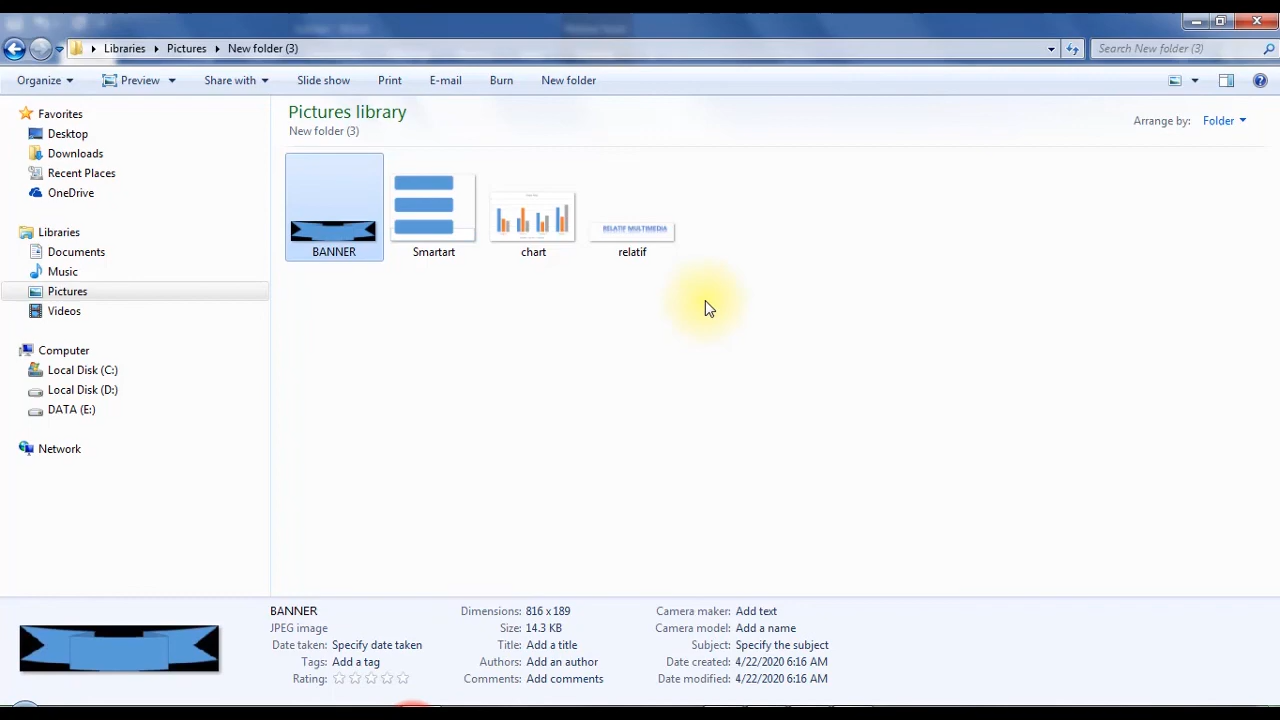 Libraries
Pictures
New folder (3)
Search New folder (3)
Organize
Preview
Share with
Slide show
Print
E-mail
Burn
New folder
Favorites
Desktop
Downloads
Recent Places
OneDrive
Libraries
Documents
Music
Pictures
Videos
Computer
Local Disk (C:)
Local Disk (D:)
DATA (E:)
Network
Pictures library
New folder (3)
Arrange by: Folder
RELATIF MULTIMEDIA
BANNER
Smartart
chart
relatif
BANNER
JPEG image
Date taken: Specify date taken
Tags: Add a tag
Rating:
Dimensions: 816 x 189
Size: 14.3 KB
Title: Add a title
Authors: Add an author
Comments: Add comments
Camera maker: Add text
Camera model: Add a name
Subject: Specify the subject
Date created: 4/22/2020 6:16 AM
Date modified: 4/22/2020 6:16 AM